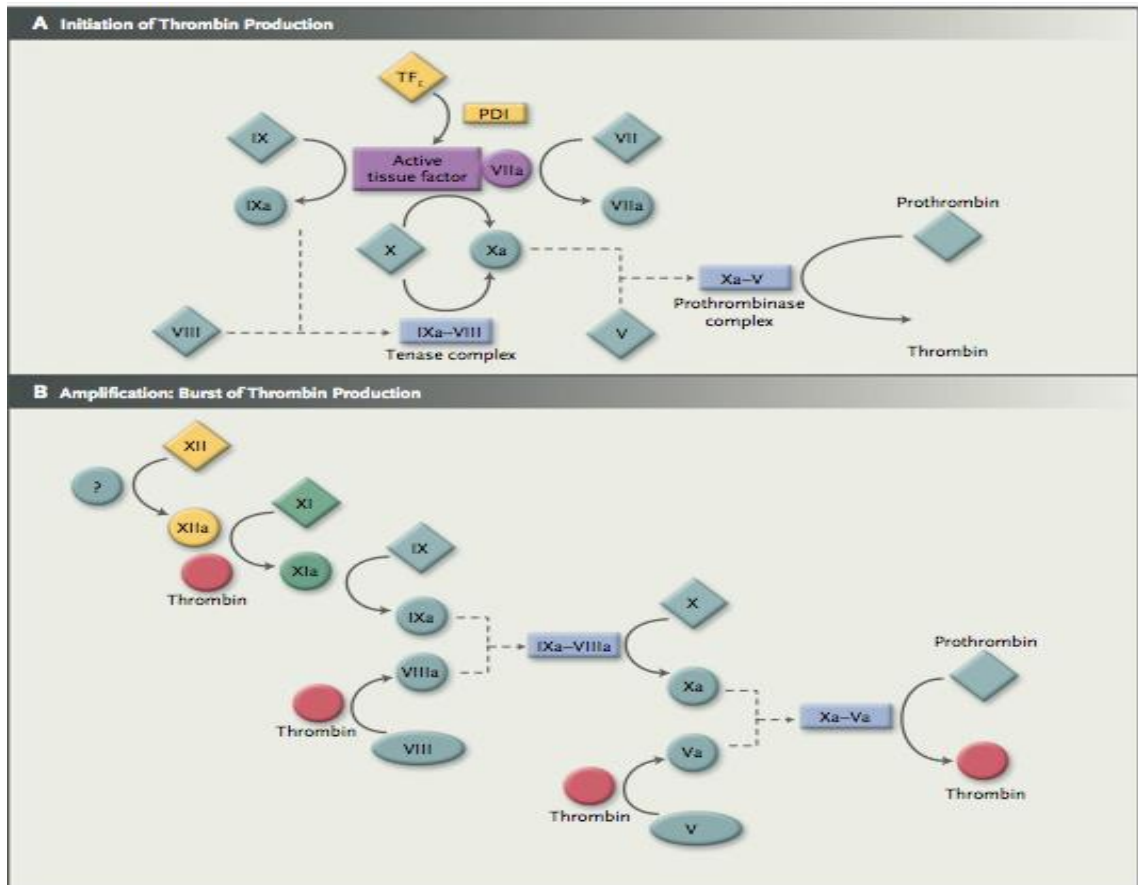 A Initiation of Thrombin Production
TFε
PDI
IX
Active
tissue factor
VIIa
VII
IXa
VIIa
Prothrombin
X
Xa
Xa–V
Prothrombinase
complex
VIII
IXa–VIII
Tenase complex
V
Thrombin
B Amplification: Burst of Thrombin Production
XII
?
XI
XIIa
IX
XIa
Thrombin
IXa
X
IXa–VIIIa
Prothrombin
VIIIa
Xa
Thrombin
Xa–Va
VIII
Va
Thrombin
Thrombin
V